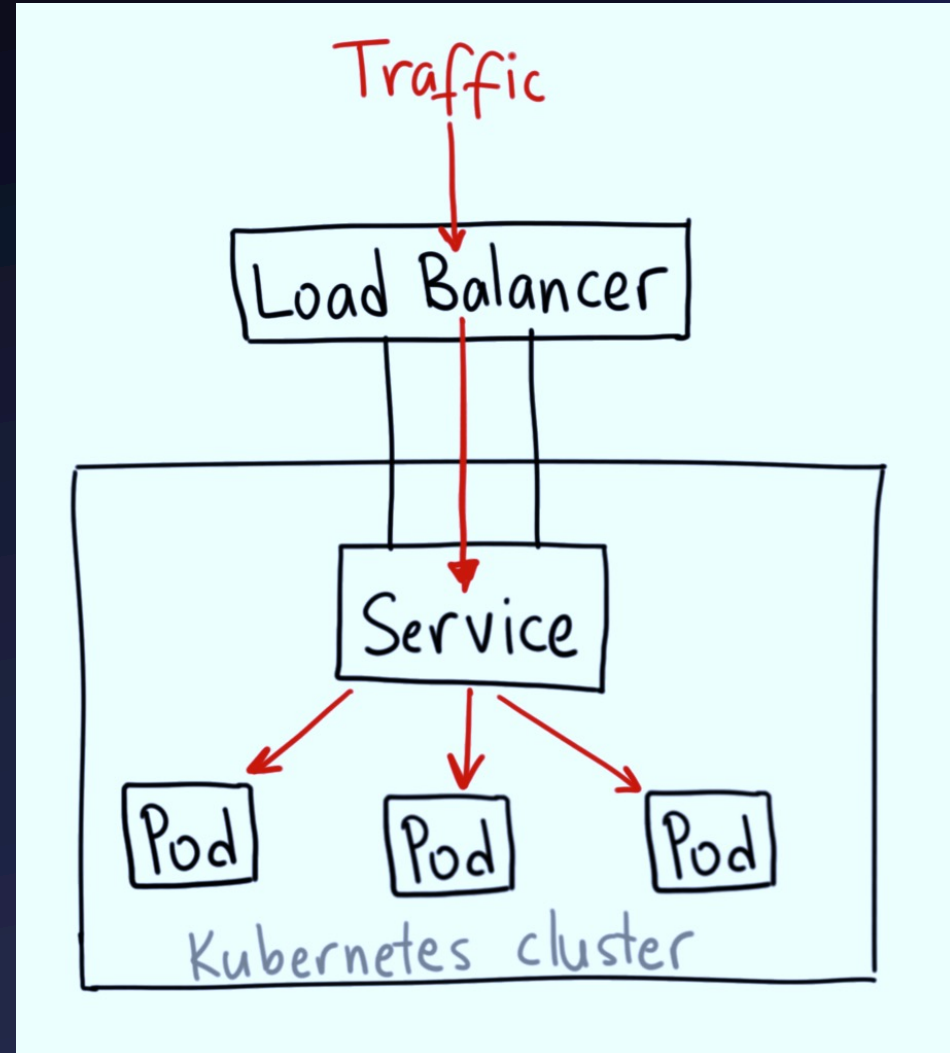 Traffic
Load Balancer
Service
Pod
Pod
Pod
Kubernetes cluster